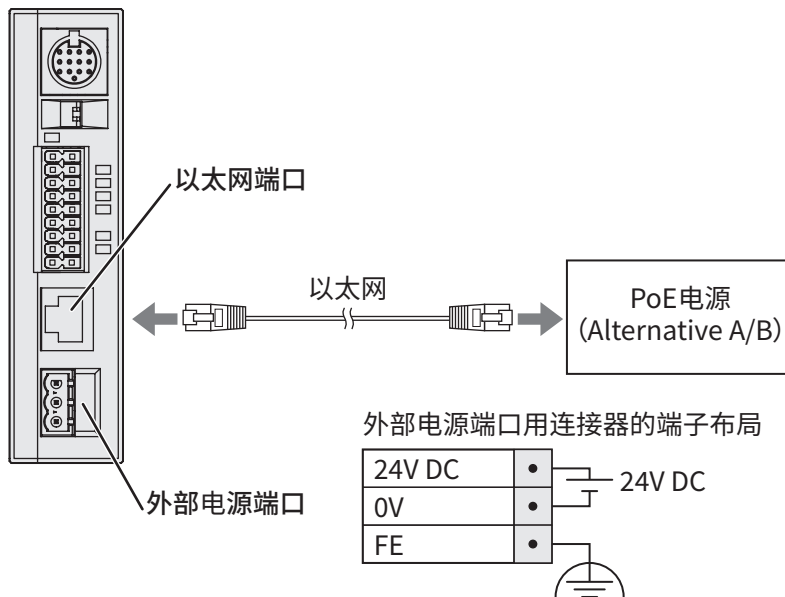 以太网端口
以太网
PoE电源
（Alternative A/B）
外部电源端口用连接器的端子布局
24V DC
0V
FE
24V DC
外部电源端口